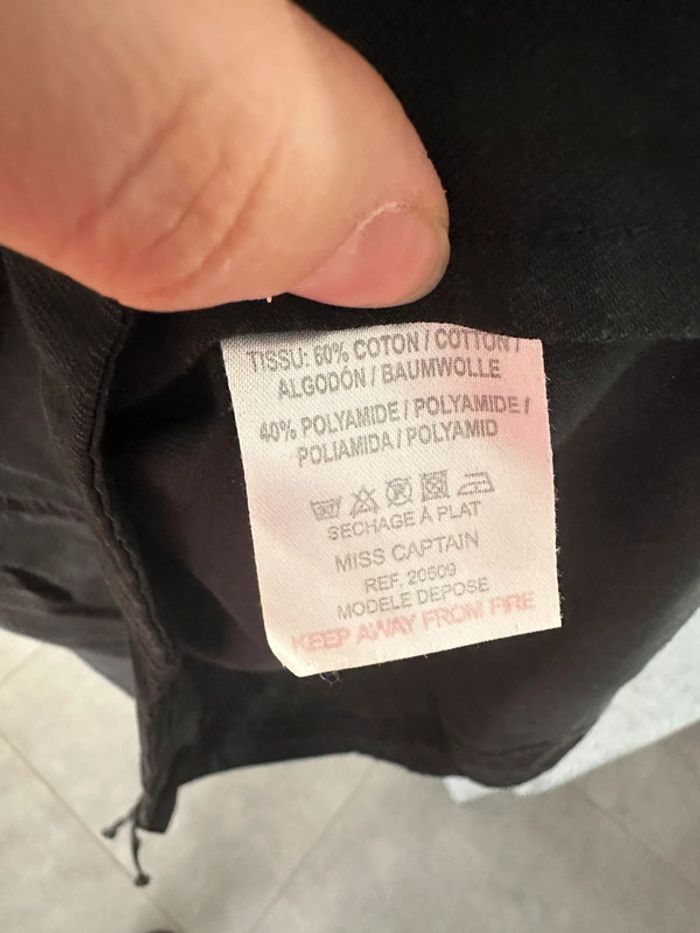 TISSU: 60% COTON / COTTON /
ALGODÓN / BAUMWOLLE
40% POLYAMIDE / POLYAMIDE /
POLIAMIDA / POLYAMID
30°
SECHAGE À PLAT
MISS CAPTAIN
REF. 20509
MODELE DEPOSE
KEEP AWAY FROM FIRE